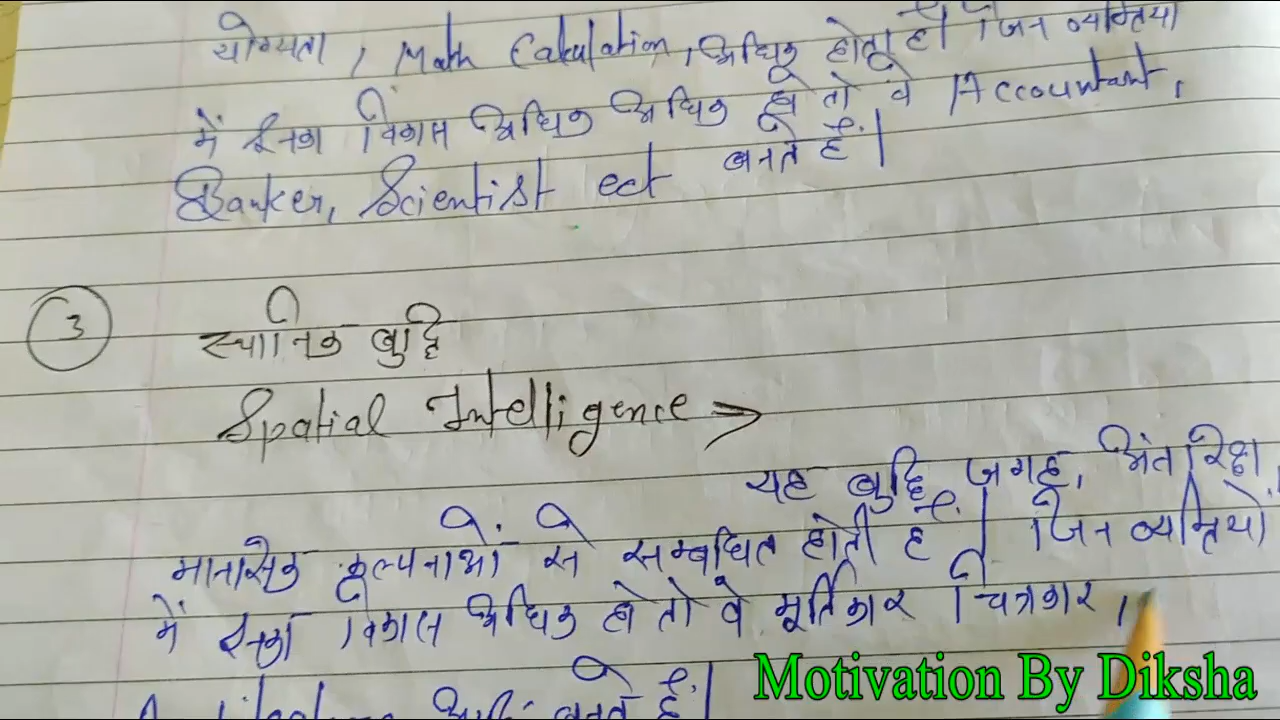 योग्यता, Math Calculation, अधिक होता है। जिन व्यक्तियों
में इनका विकास अधिक अधिक हो तो वे Accountant,
Banker, Scientist ect बनते हैं।
3
स्थानिक बुद्धि
Spatial Intelligence →
यह बुद्धि जगह, अंतरिक्ष,
मानसिक कल्पनाओं से सम्बधित होती है। जिन व्यक्तियों
में इनका विकास अधिक हो तो वे मूर्तिकार चित्रकार,
बनते हैं।
Motivation By Diksha